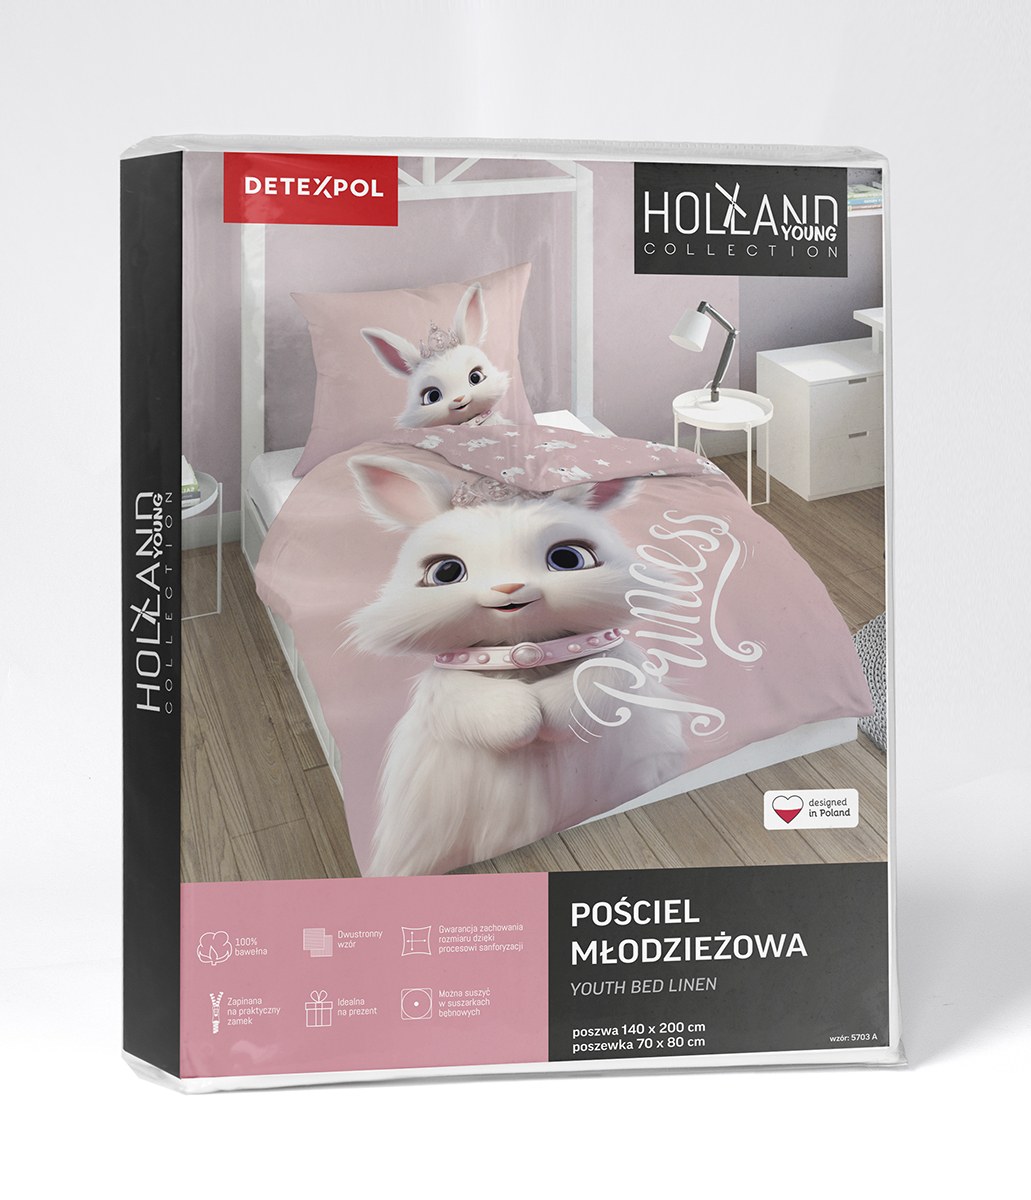 DETEXPOL
HOLLAND
YOUNG
COLLECTION
HOLLAND
YOUNG
COLLECTION
Princess
designed
in Poland
100%
bawełna
Dwustronny
wzór
Gwarancja zachowania
rozmiaru dzięki
procesowi sanforyzacji
Zapinana
na praktyczny
zamek
Idealna
na prezent
Można suszyć
w suszarkach
bębnowych
POŚCIEL
MŁODZIEŻOWA
YOUTH BED LINEN
poszwa 140 x 200 cm
poszewka 70 x 80 cm
wzór: 5703 A